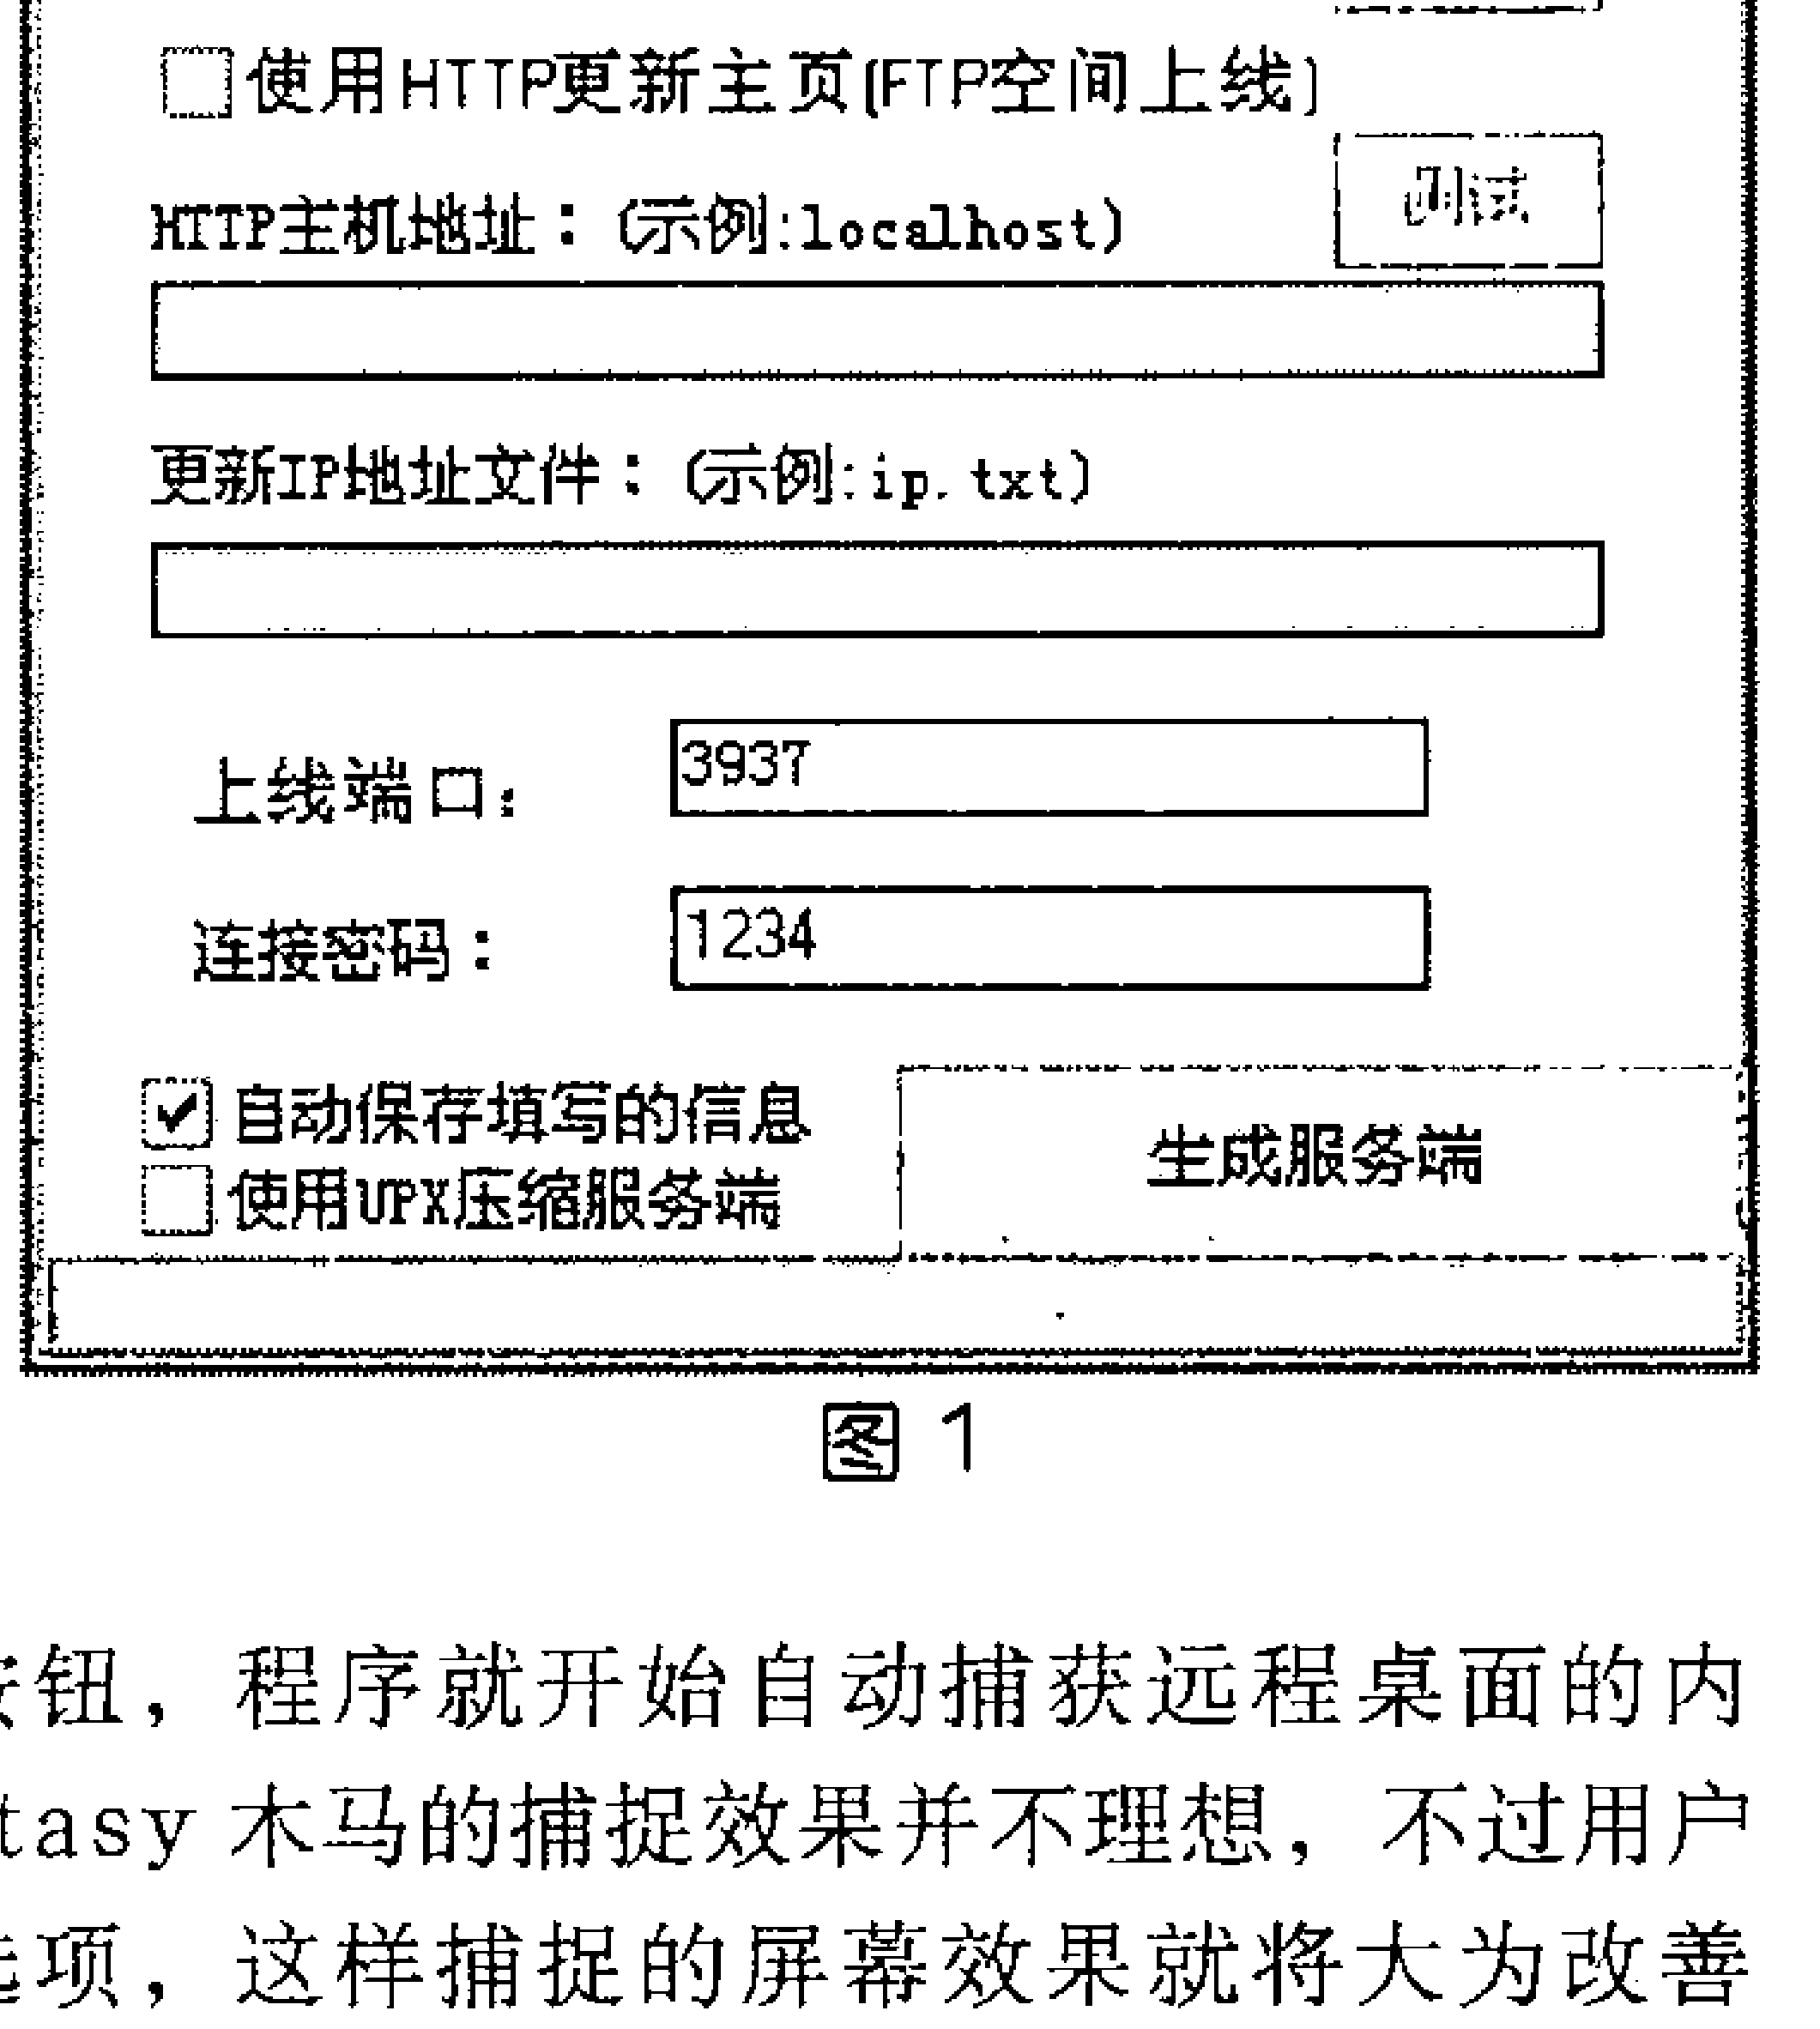 使用HTTP更新主页(FTP空间上线)
测试
HTTP主机地址：(示例:localhost)
更新IP地址文件：(示例:ip.txt)
上线端口：
3937
连接密码：
1234
自动保存填写的信息
使用UPX压缩服务端
生成服务端
图 1
按钮，程序就开始自动捕获远程桌面的内
tasy 木马的捕捉效果并不理想，不过用户
选项，这样捕捉的屏幕效果就将大为改善